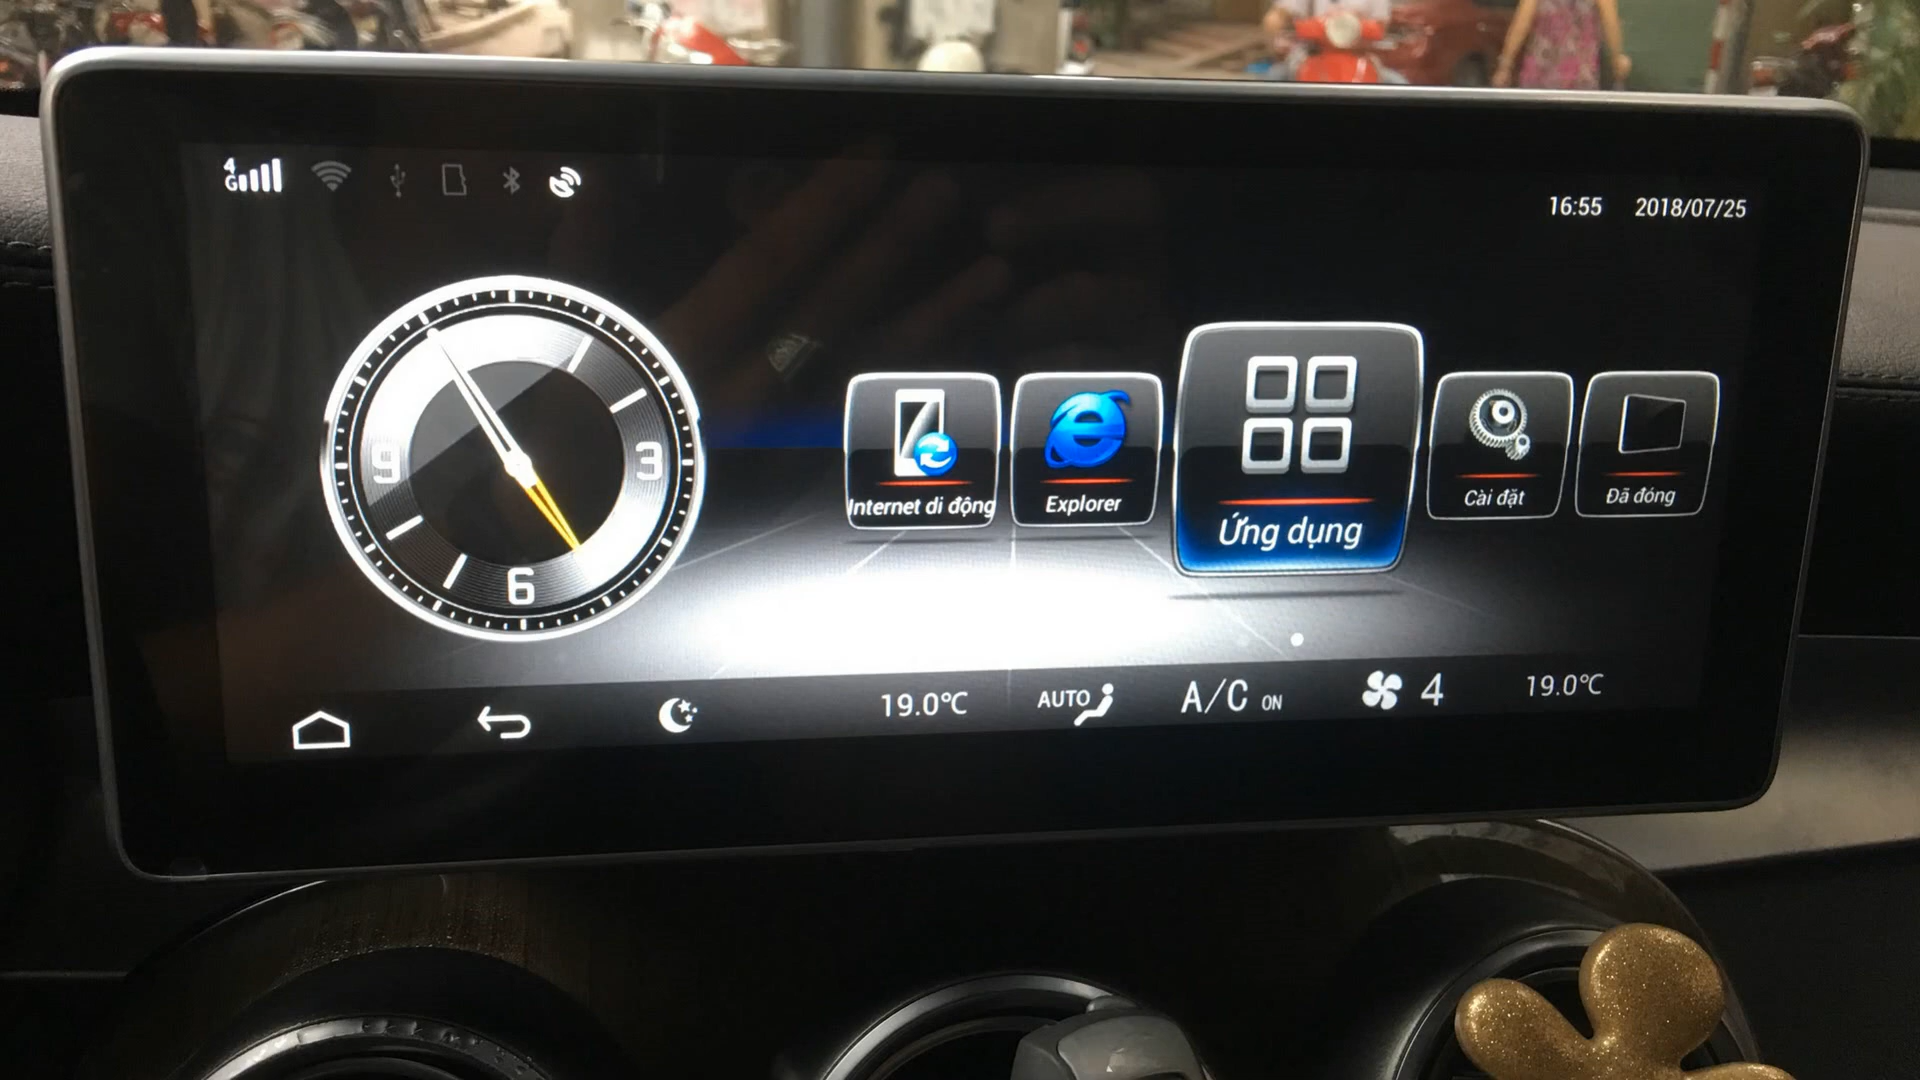 4G
16:55 2018/07/25
9
3
6
Internet di động
Explorer
Ứng dụng
Cài đặt
Đã đóng
19.0°C AUTO A/C ON 4 19.0°C